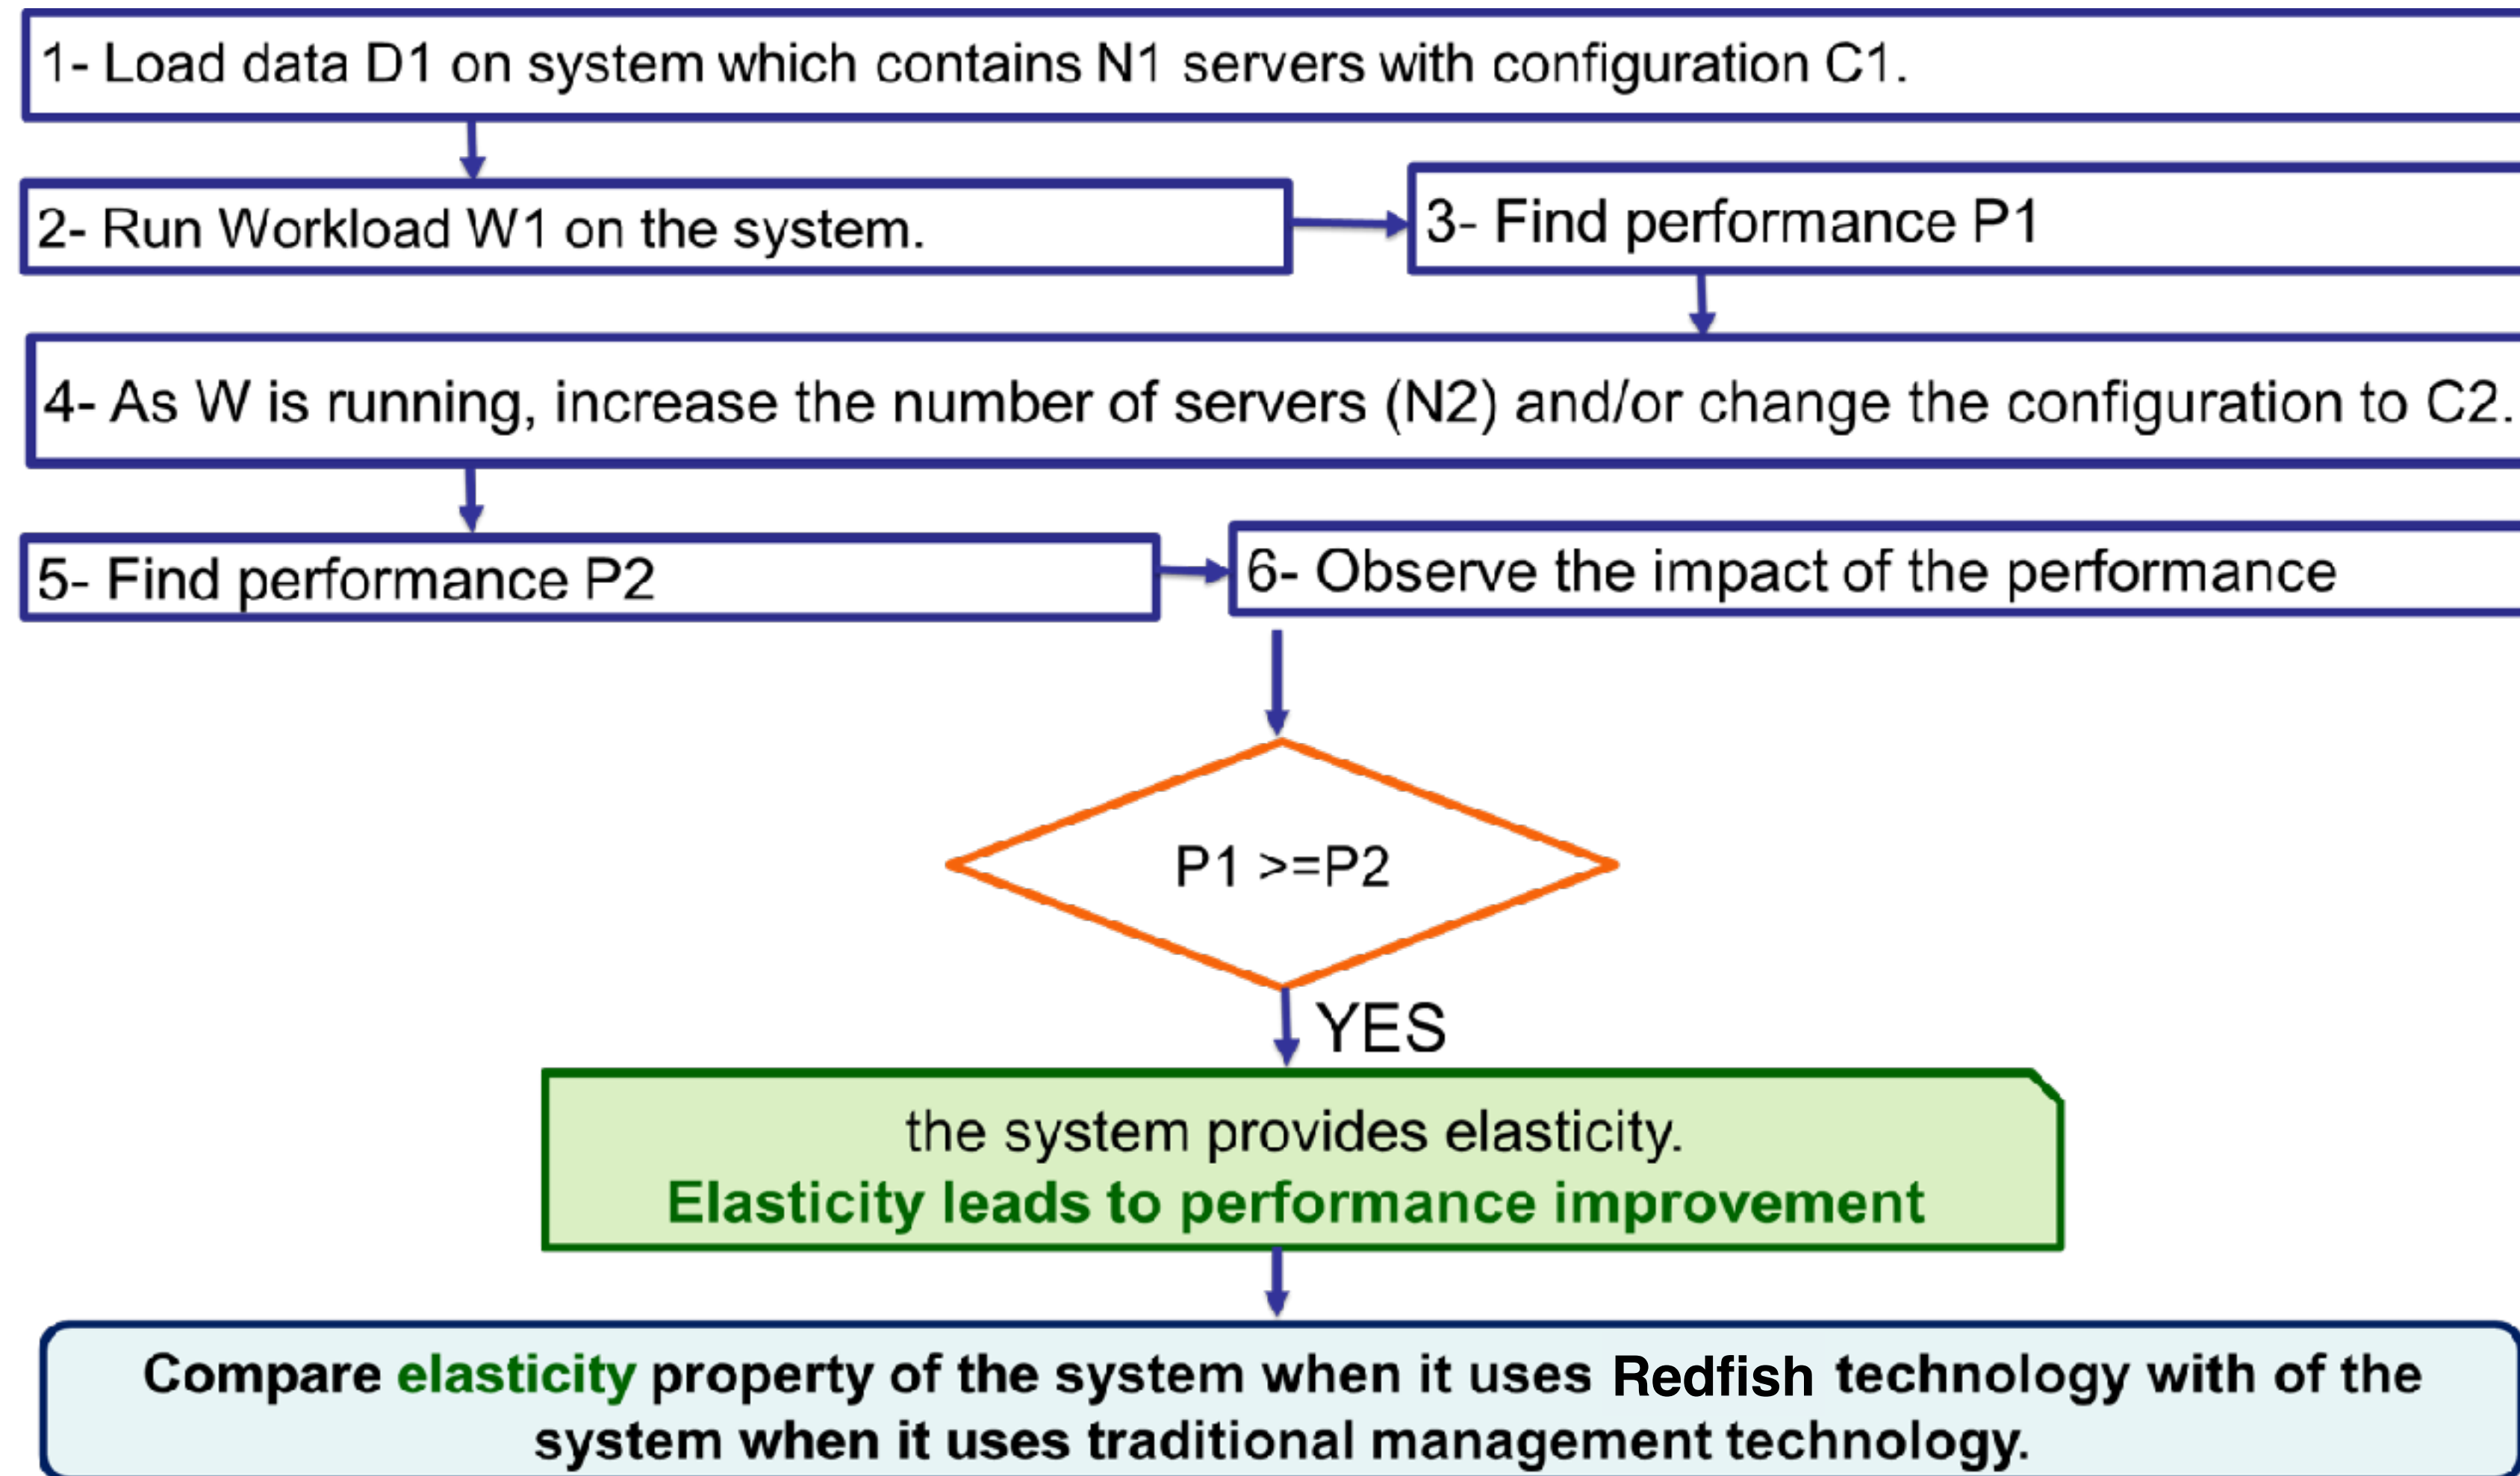 1- Load data D1 on system which contains N1 servers with configuration C1.
2- Run Workload W1 on the system.
3- Find performance P1
4- As W is running, increase the number of servers (N2) and/or change the configuration to C2.
5- Find performance P2
6- Observe the impact of the performance
P1 >=P2
YES
the system provides elasticity.
Elasticity leads to performance improvement
Compare elasticity property of the system when it uses Redfish technology with of the
system when it uses traditional management technology.